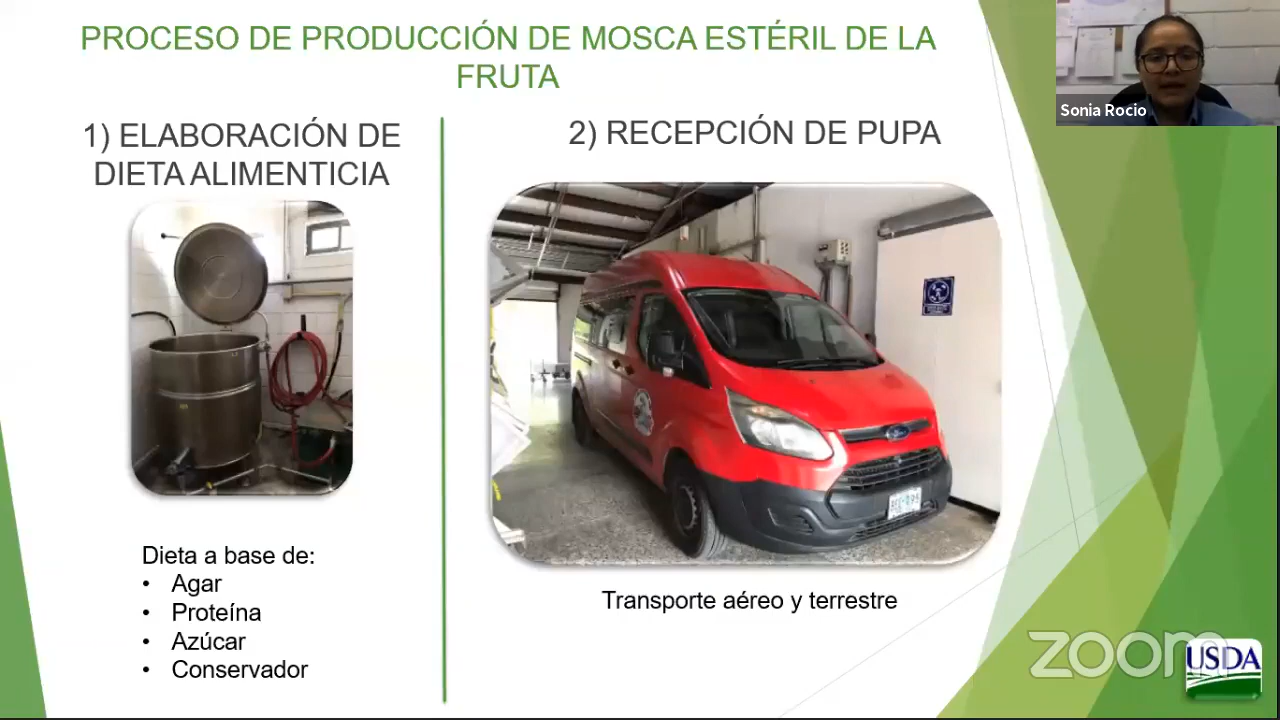 PROCESO DE PRODUCCIÓN DE MOSCA ESTÉRIL DE LA
FRUTA
1) ELABORACIÓN DE
DIETA ALIMENTICIA
2) RECEPCIÓN DE PUPA
Sonia Rocio
Dieta a base de:
• Agar
• Proteína
• Azúcar
• Conservador
Transporte aéreo y terrestre
zoom
USDA